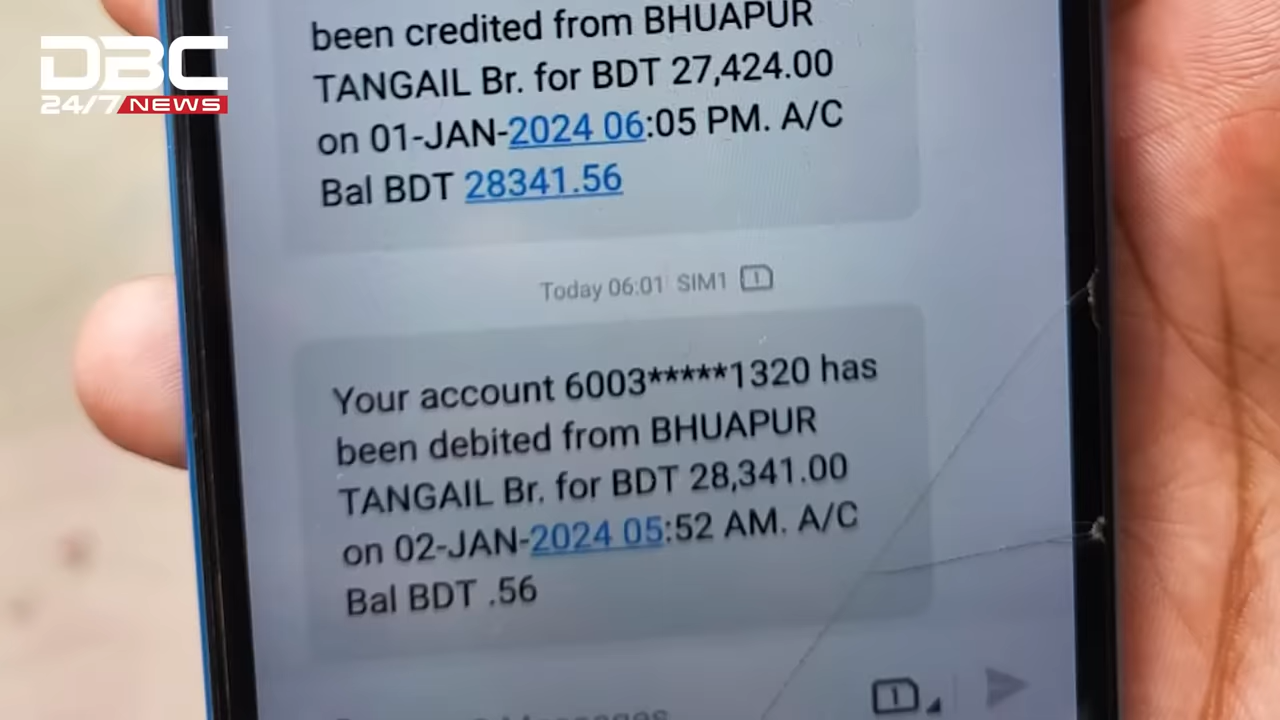 DBC
24/7 NEWS
been credited from BHUAPUR
TANGAIL Br. for BDT 27,424.00
on 01-JAN-2024 06:05 PM. A/C
Bal BDT 28341.56
Today 06:01 SIM1 1
Your account 6003*****1320 has
been debited from BHUAPUR
TANGAIL Br. for BDT 28,341.00
on 02-JAN-2024 05:52 AM. A/C
Bal BDT .56
1